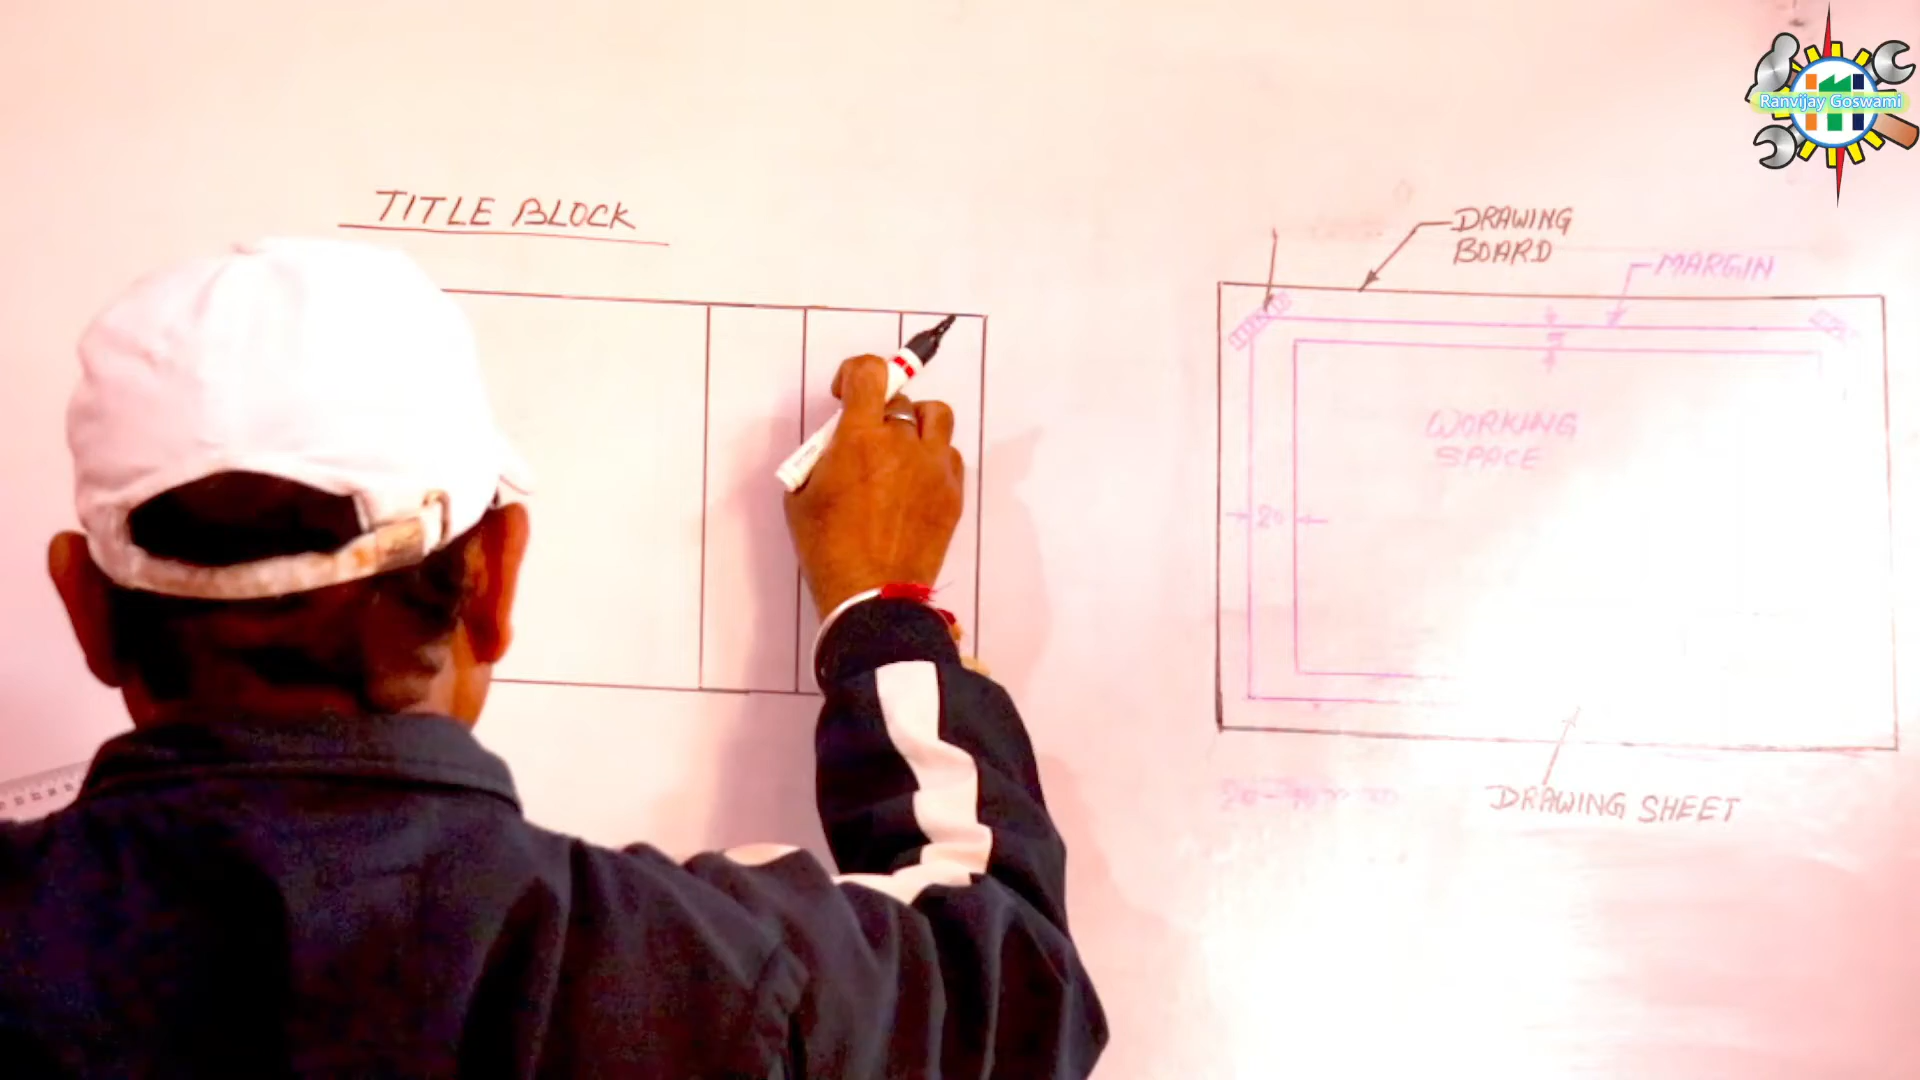 Ranvijay Goswami
TITLE BLOCK
DRAWING
BOARD
MARGIN
WORKING
SPACE
20
DRAWING SHEET